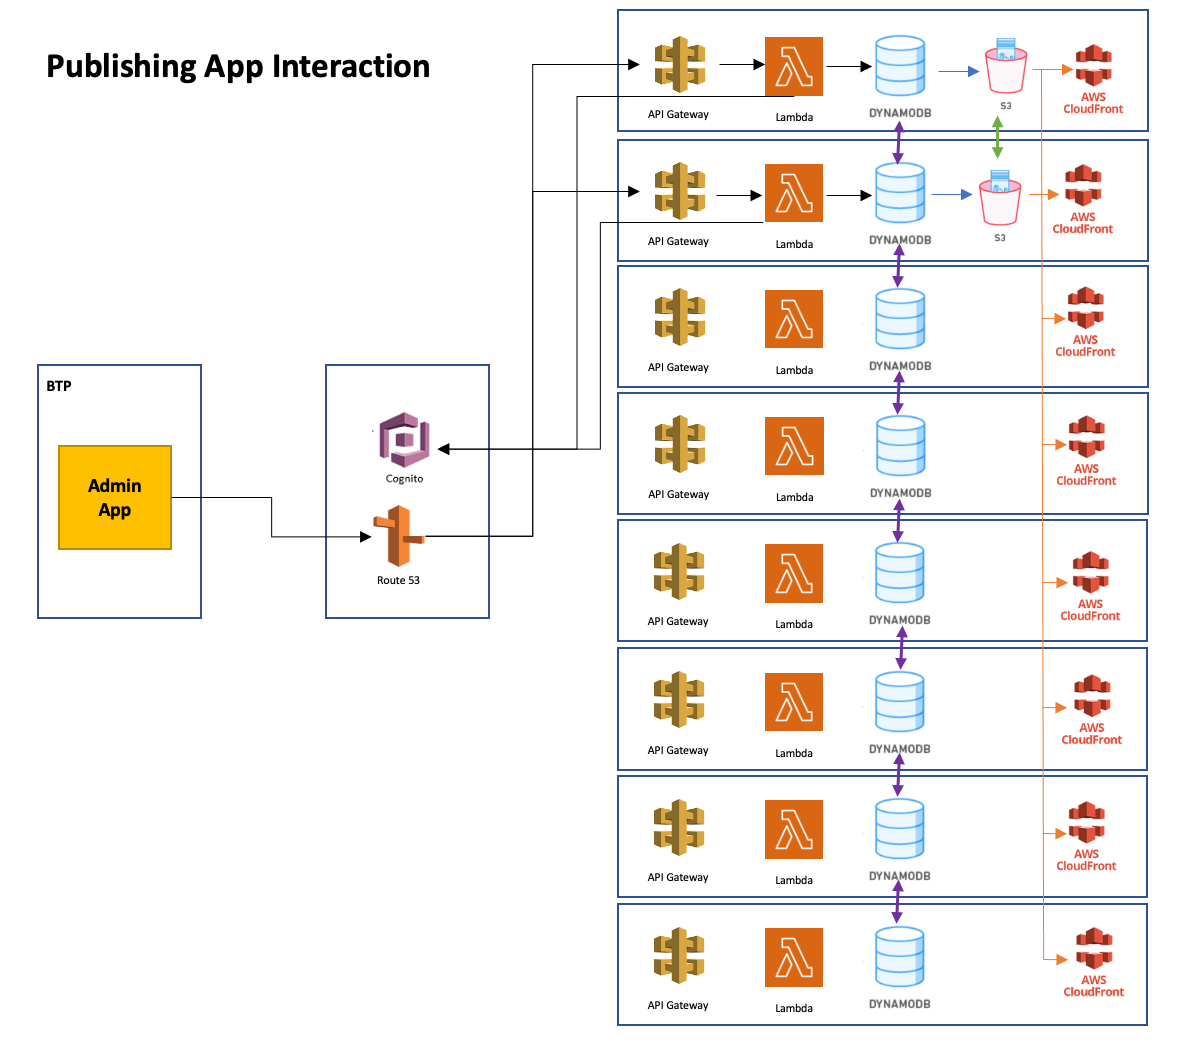 Publishing App Interaction
API Gateway
Lambda
DYNAMODB
S3
AWS
CloudFront
API Gateway
Lambda
DYNAMODB
S3
AWS
CloudFront
API Gateway
Lambda
DYNAMODB
AWS
CloudFront
BTP
Admin
App
Cognito
Route 53
API Gateway
Lambda
DYNAMODB
AWS
CloudFront
API Gateway
Lambda
DYNAMODB
AWS
CloudFront
API Gateway
Lambda
DYNAMODB
AWS
CloudFront
API Gateway
Lambda
DYNAMODB
AWS
CloudFront
API Gateway
Lambda
DYNAMODB
AWS
CloudFront